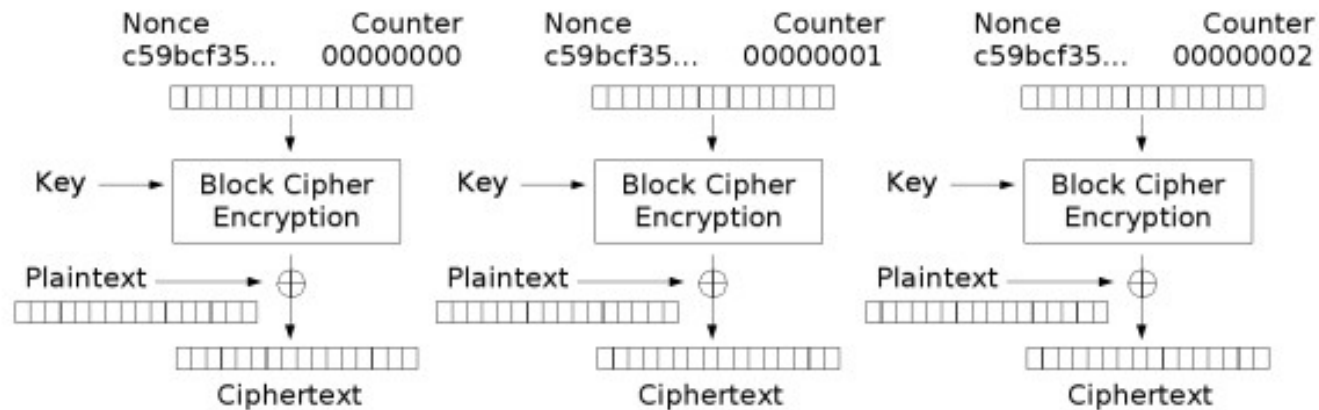 Nonce Counter Nonce Counter Nonce Counter
c59bcf35... 00000000 c59bcf35... 00000001 c59bcf35... 00000002
Key Block Cipher Encryption Key Block Cipher Encryption Key Block Cipher Encryption
Plaintext Plaintext Plaintext
Ciphertext Ciphertext Ciphertext